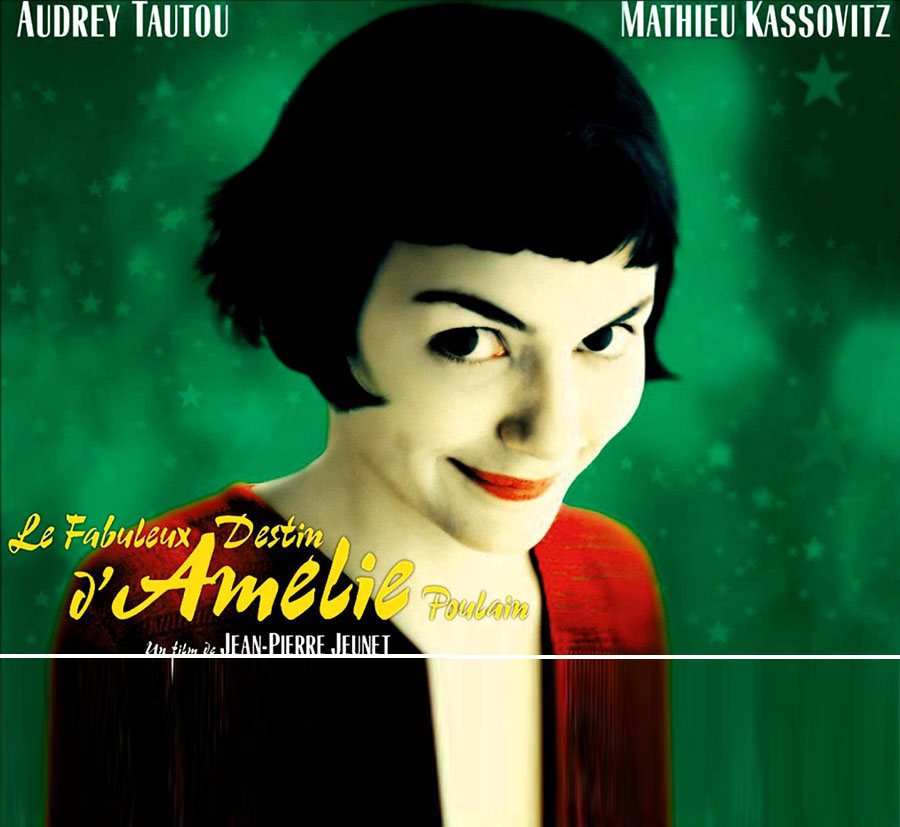 AUDREY TAUTOU
MATHIEU KASSOVITZ
Le Fabuleux Destin
d'Amélie Poulain
Un film de JEAN-PIERRE JEUNET